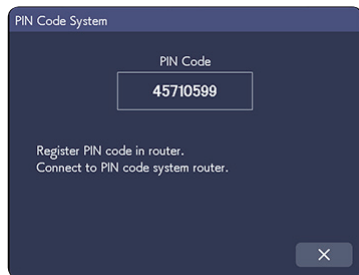 PIN Code System
PIN Code
45710599
Register PIN code in router.
Connect to PIN code system router.